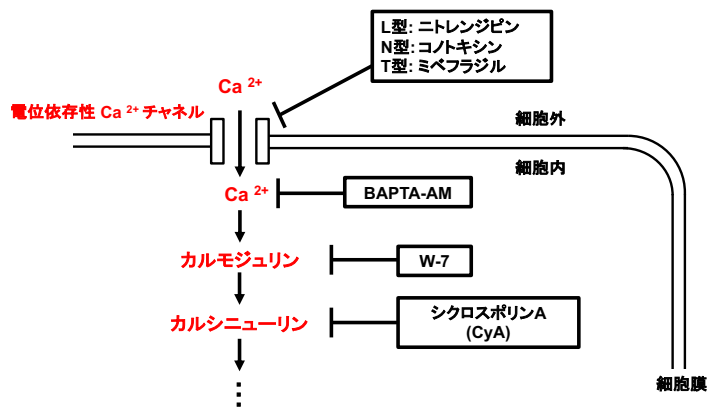 L型: ニトレンジピン
N型: コノトキシン
T型: ミベフラジル
Ca 2+
電位依存性 Ca 2+ チャネル
細胞外
細胞内
Ca 2+
BAPTA-AM
カルモジュリン
W-7
カルシニューリン
シクロスポリンA
(CyA)
細胞膜